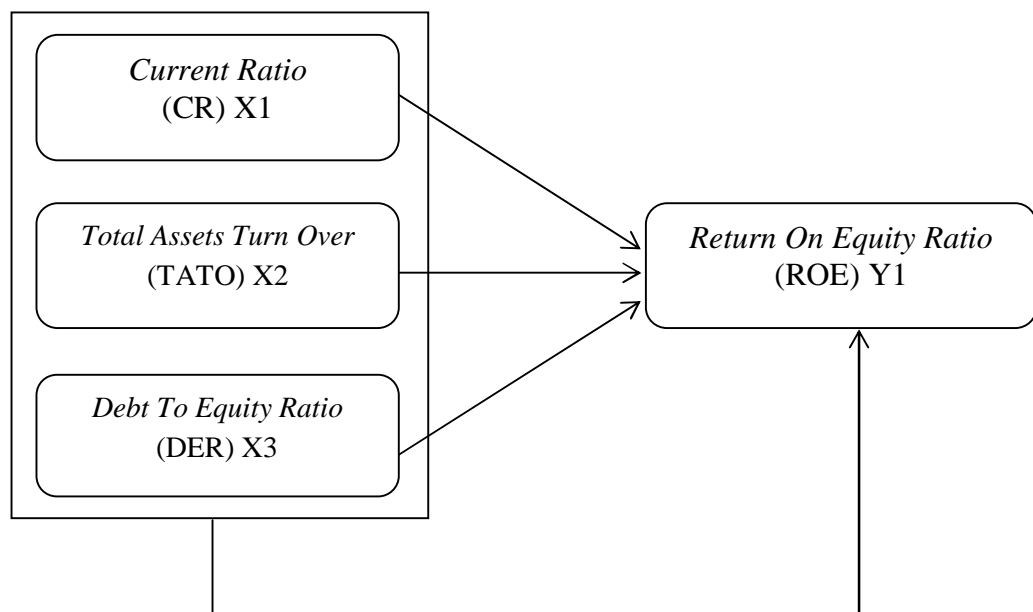 Current Ratio
(CR) X1
Total Assets Turn Over
(TATO) X2
Debt To Equity Ratio
(DER) X3
Return On Equity Ratio
(ROE) Y1